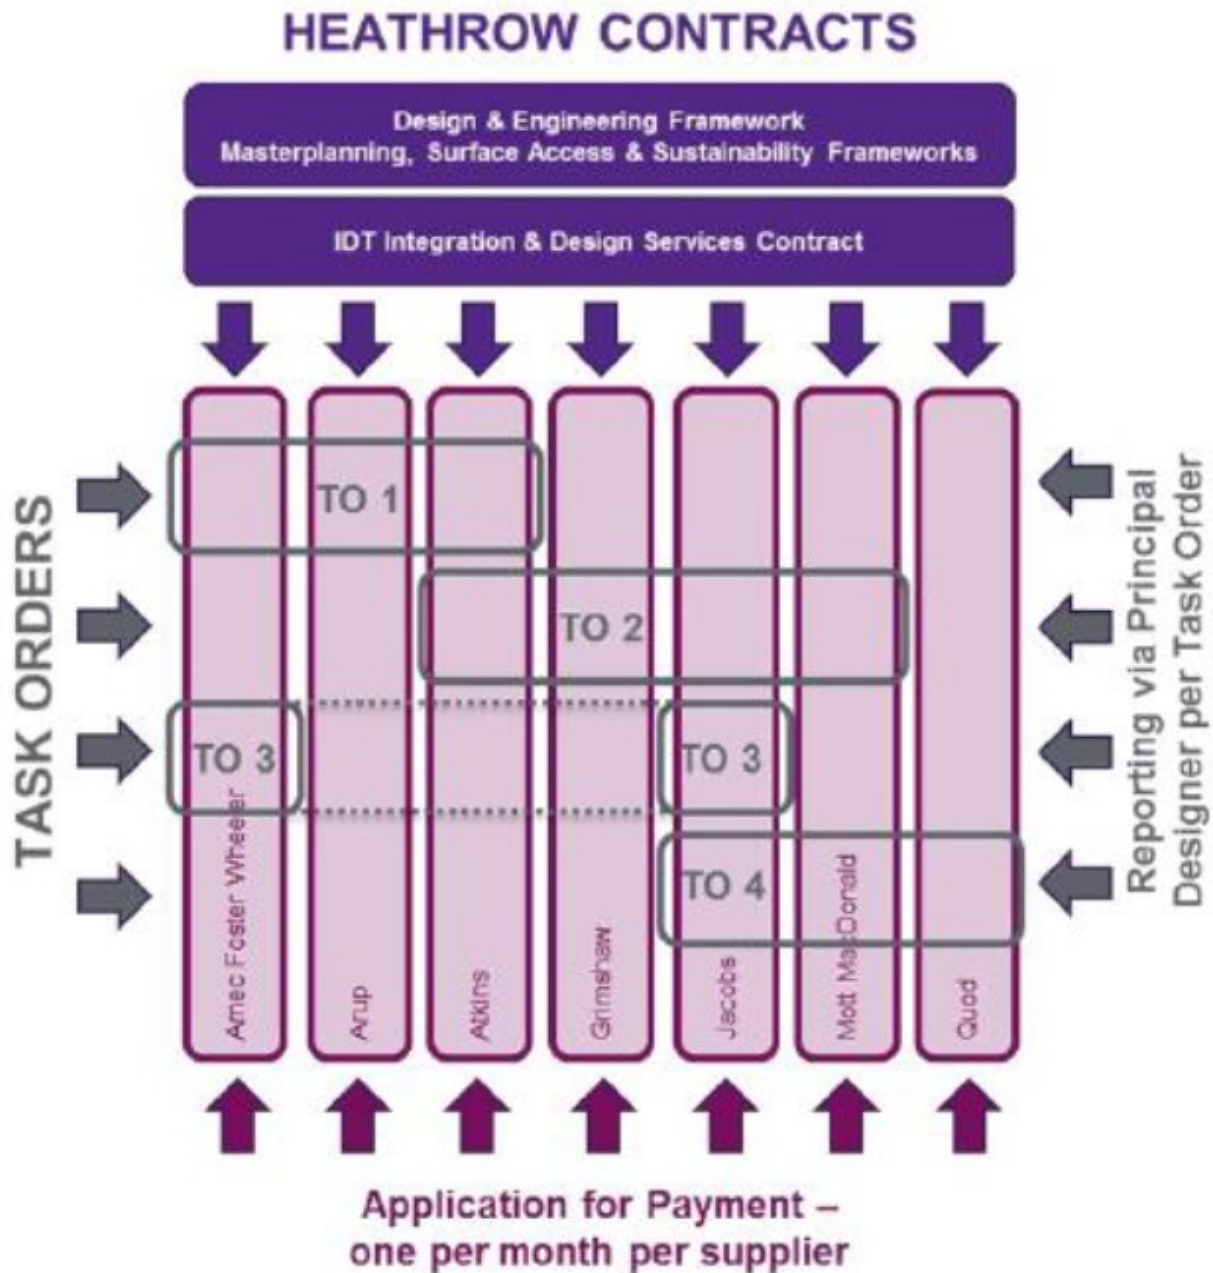 HEATHROW CONTRACTS
Design & Engineering Framework
Masterplanning, Surface Access & Sustainability Frameworks
IDT Integration & Design Services Contract
TASK ORDERS
TO 1
TO 2
TO 3
TO 3
TO 4
Amec Foster Wheeler
Arup
Atkins
Grimshaw
Jacobs
Mott MacDonald
Quod
Reporting via Principal
Designer per Task Order
Application for Payment –
one per month per supplier